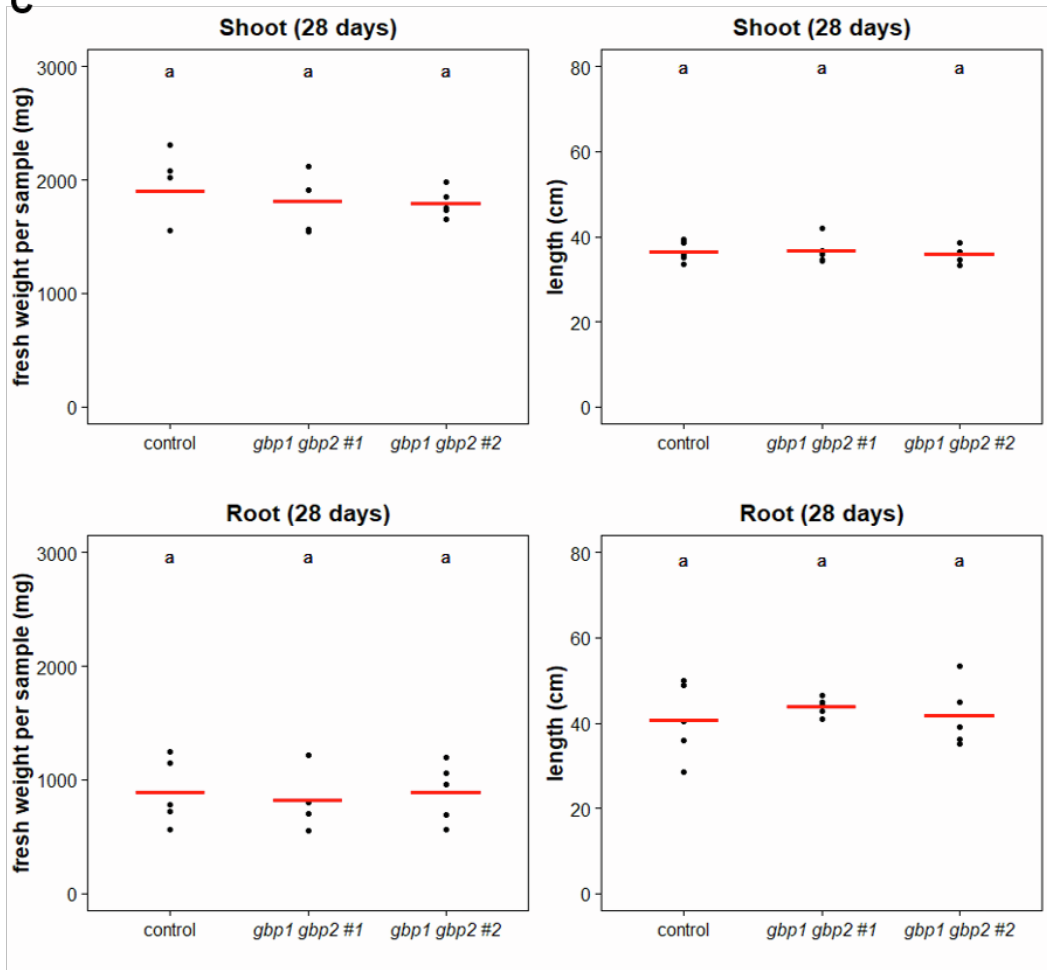 C
Shoot (28 days)
fresh weight per sample (mg)
3000
2000
1000
0
a a a
control gbp1 gbp2 #1 gbp1 gbp2 #2
Shoot (28 days)
length (cm)
80
60
40
20
0
a a a
control gbp1 gbp2 #1 gbp1 gbp2 #2
Root (28 days)
fresh weight per sample (mg)
3000
2000
1000
0
a a a
control gbp1 gbp2 #1 gbp1 gbp2 #2
Root (28 days)
length (cm)
80
60
40
20
0
a a a
control gbp1 gbp2 #1 gbp1 gbp2 #2